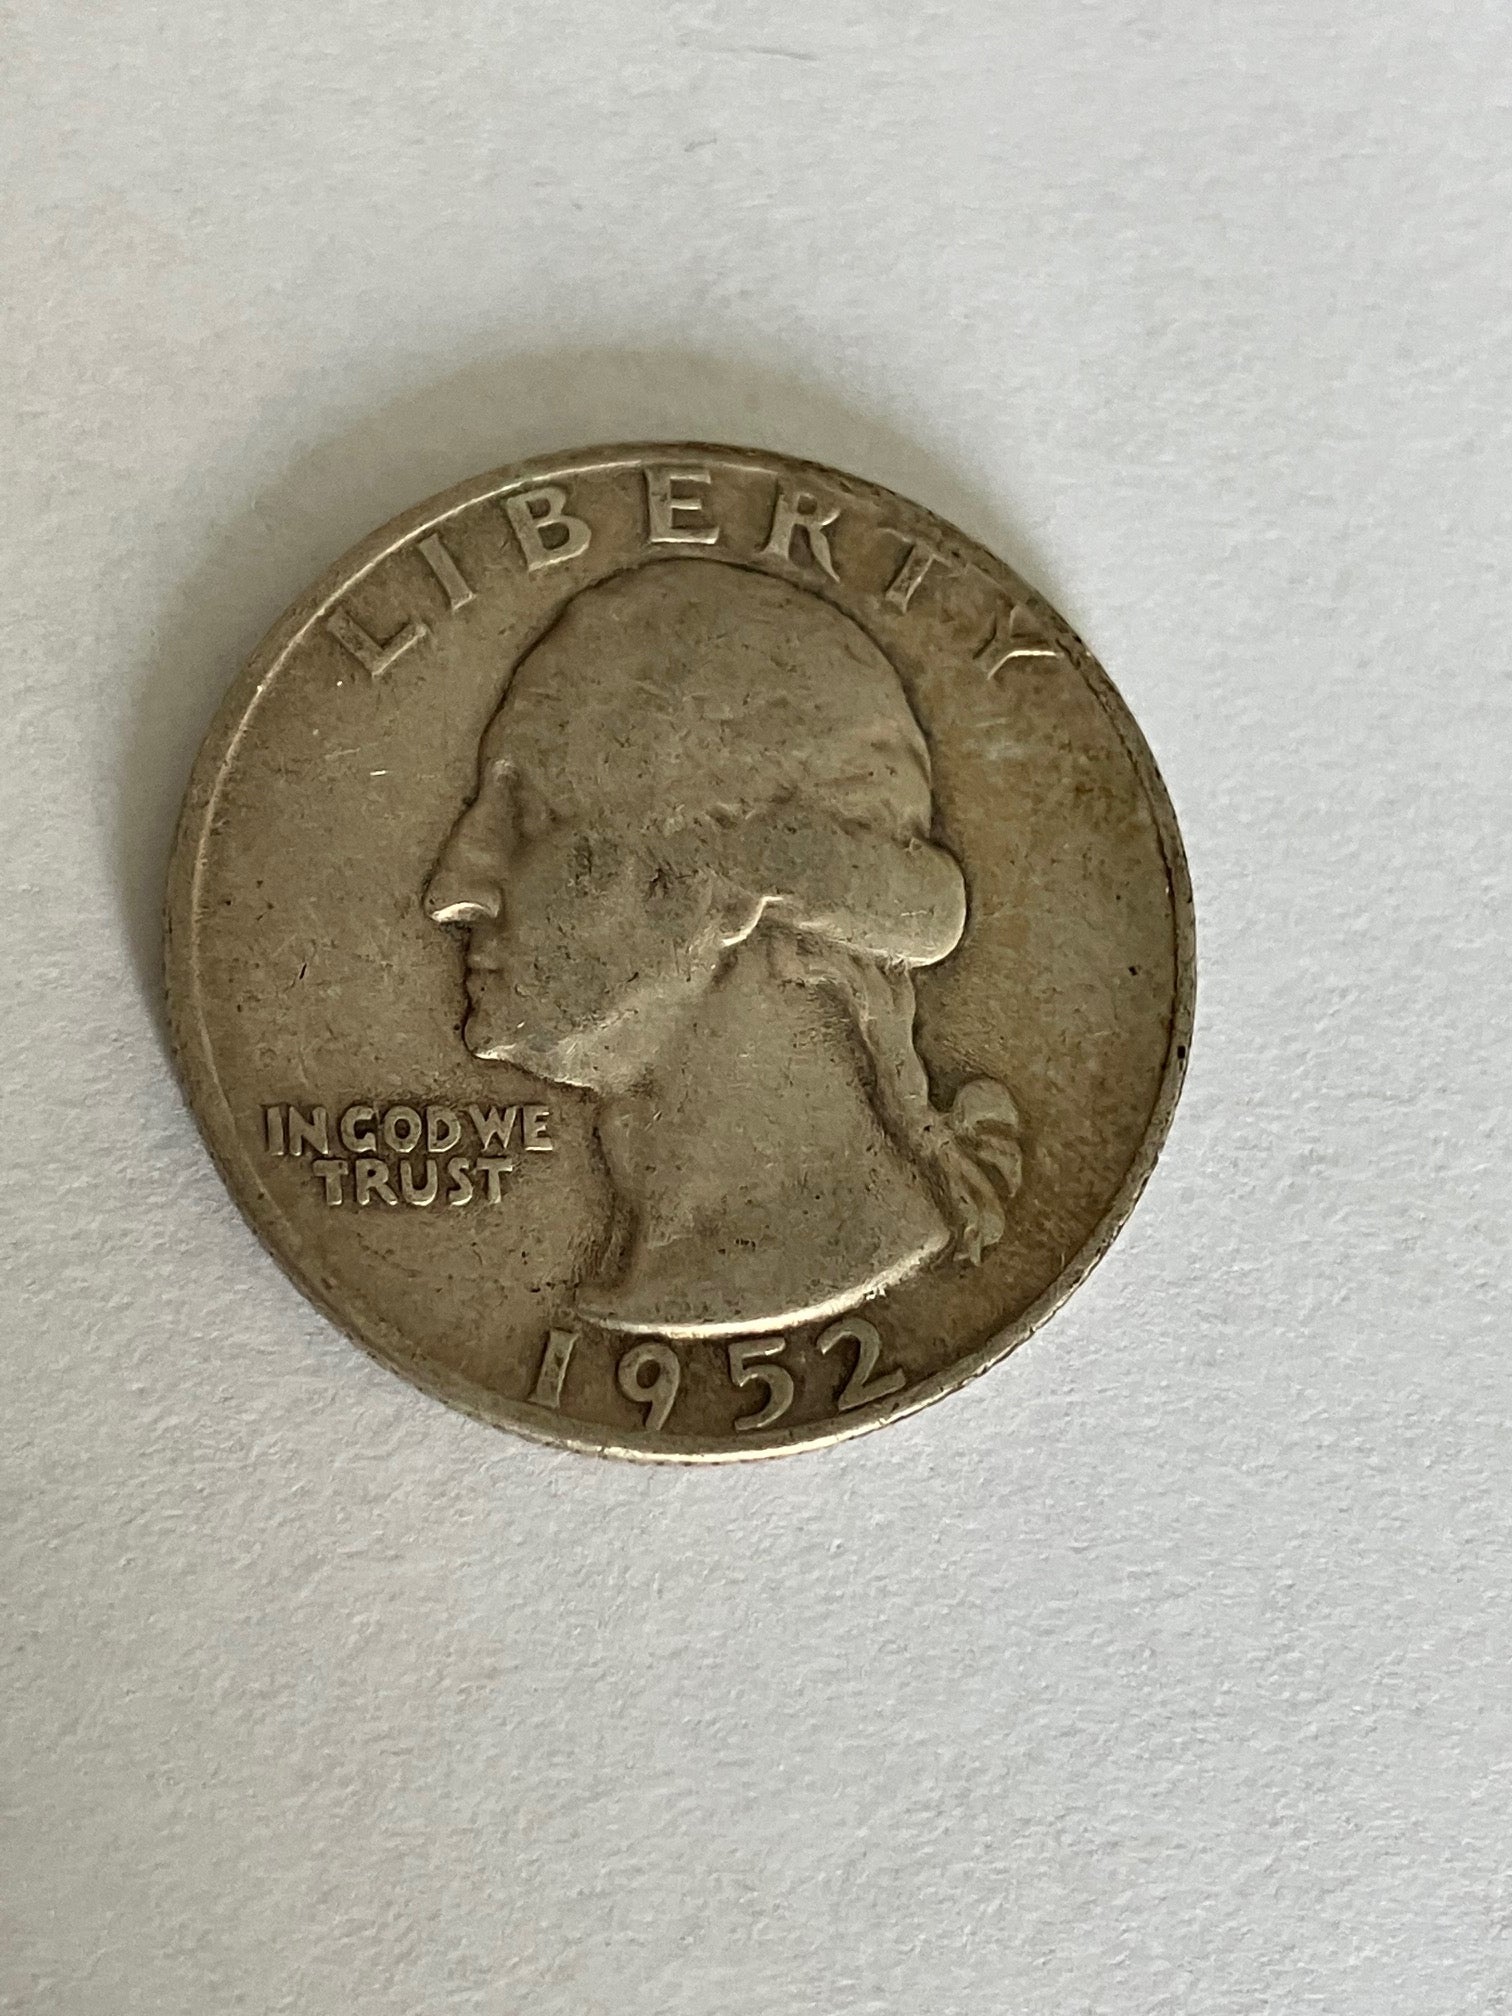 LIBERTY
IN GOD WE
TRUST
1952